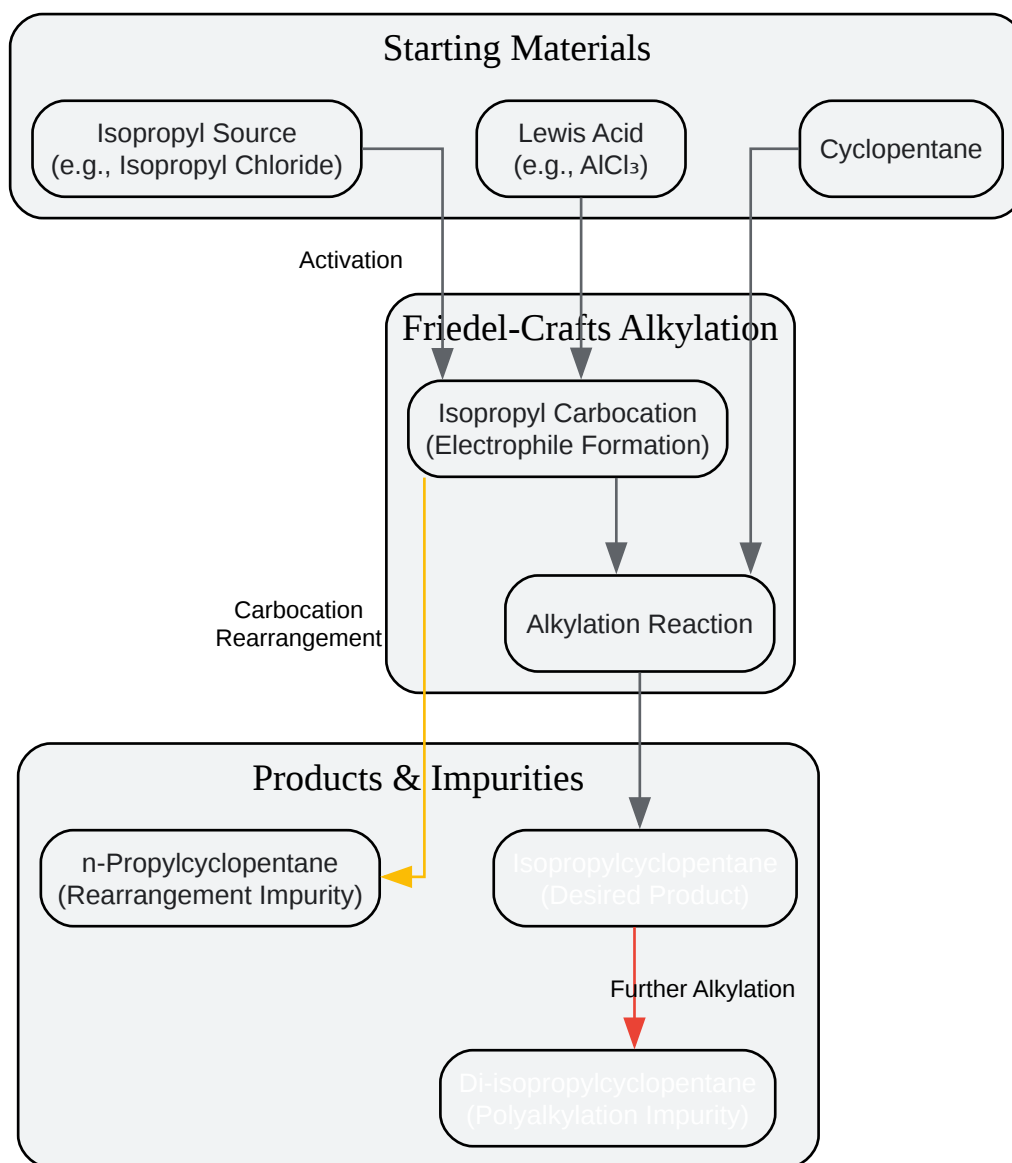 Starting Materials
Isopropyl Source
(e.g., Isopropyl Chloride)
Lewis Acid
(e.g., AlCl₃)
Cyclopentane
Activation
Friedel-Crafts Alkylation
Isopropyl Carbocation
(Electrophile Formation)
Alkylation Reaction
Carbocation
Rearrangement
Products & Impurities
n-Propylcyclopentane
(Rearrangement Impurity)
Isopropylcyclopentane
(Desired Product)
Further Alkylation
Di-isopropylcyclopentane
(Polyalkylation Impurity)